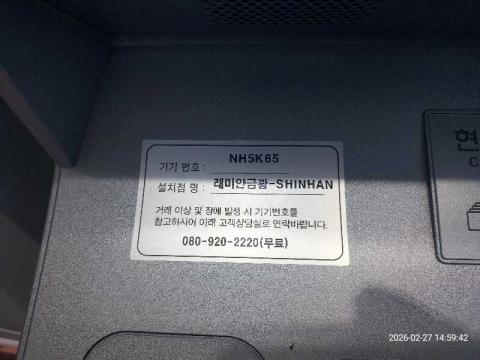 기기 번호 : NH5K65
설치점 명 : 래미안금광-SHINHAN
거래 이상 및 장애 발생 시 기기번호를
참고하시어 아래 고객상담실로 연락바랍니다.
080-920-2220(무료)
현
C
2026-02-27 14:59:42